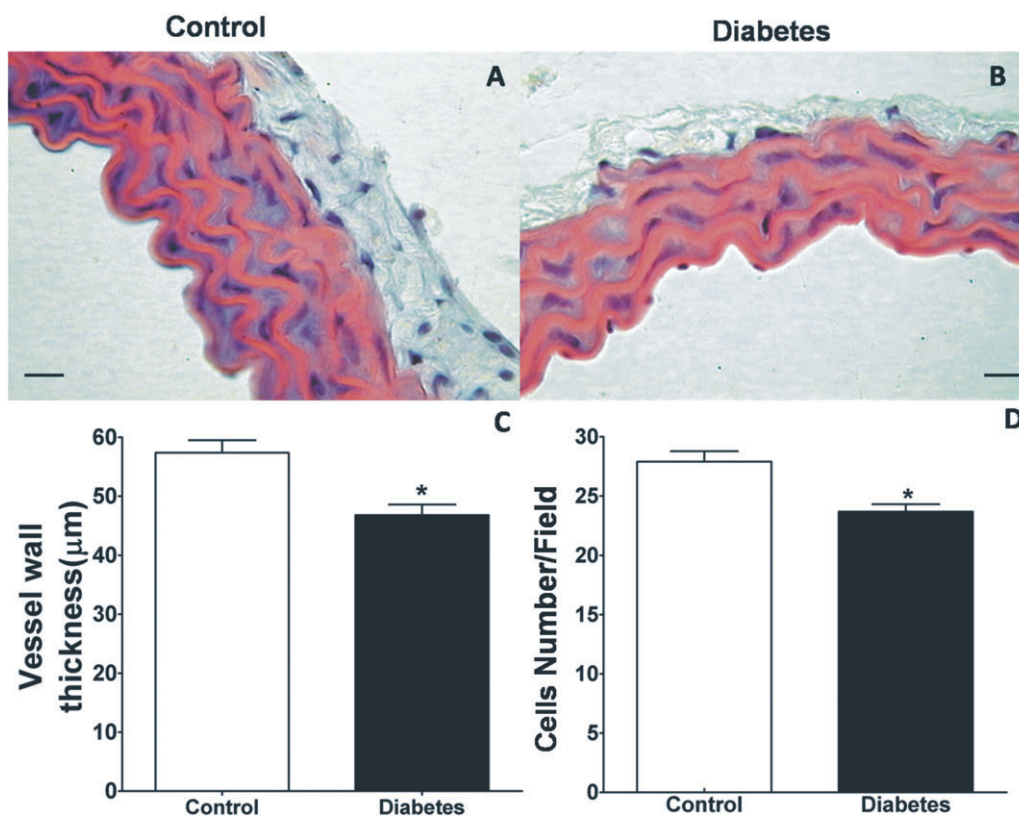 Control
Diabetes
A
B
C
60
50
40
30
20
10
0
Vessel wall
thickness(μm)
*
Control
Diabetes
D
30
25
20
15
10
5
0
Cells Number/Field
*
Control
Diabetes